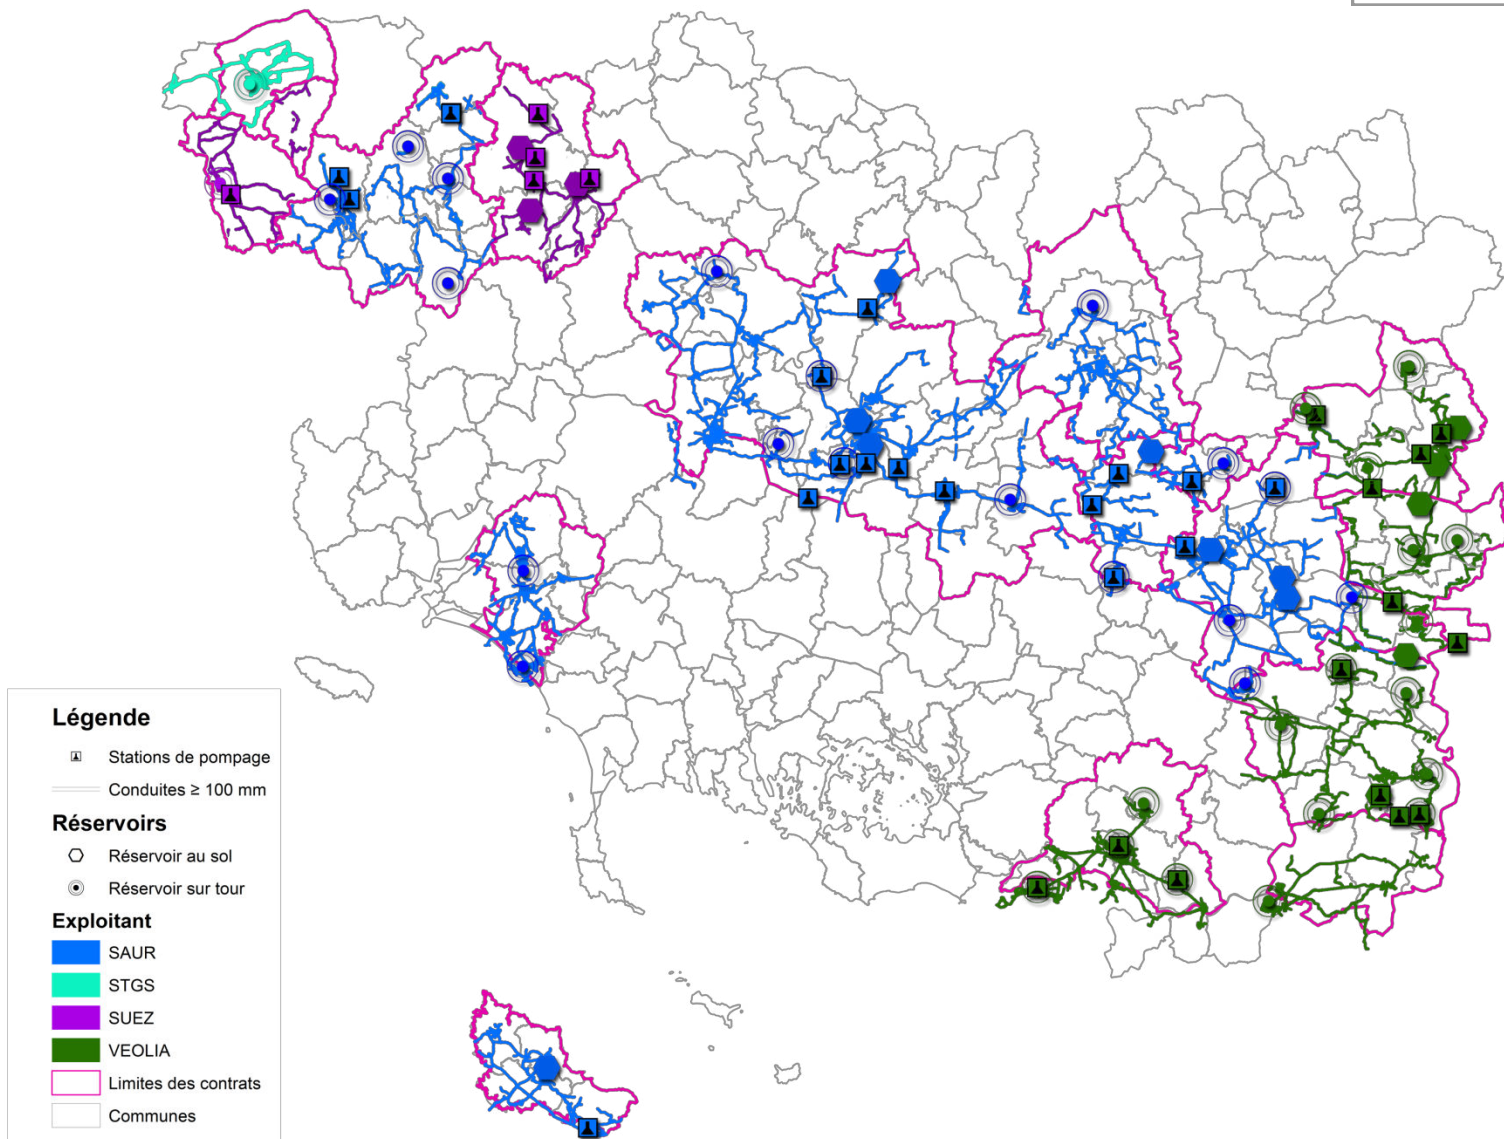 Légende
Stations de pompage
Conduites ≥ 100 mm
Réservoirs
Réservoir au sol
Réservoir sur tour
Exploitant
SAUR
STGS
SUEZ
VEOLIA
Limites des contrats
Communes